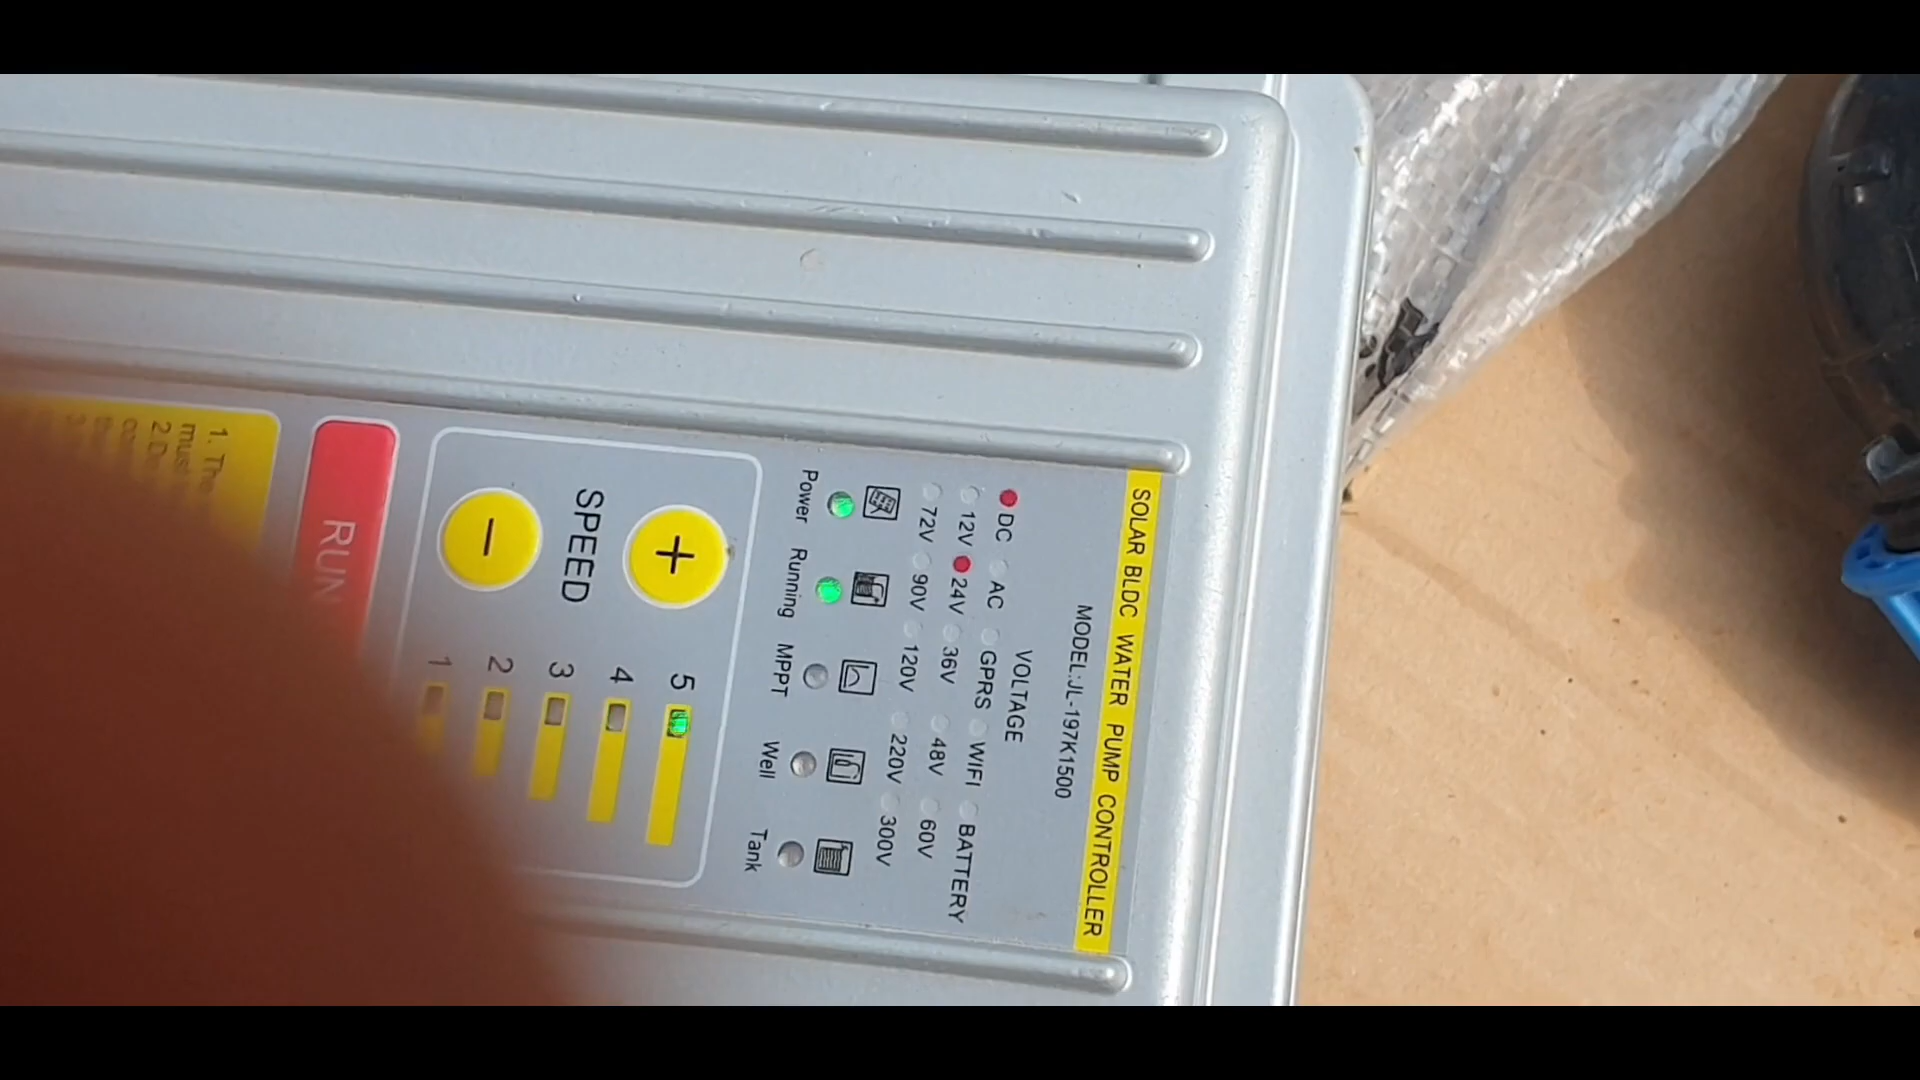 SOLAR BLDC WATER PUMP CONTROLLER
MODEL:JL-197K1500
VOLTAGE
DC AC GPRS WIFI BATTERY
12V 24V 36V 48V 60V
72V 90V 120V 220V 300V
Power Running MPPT Well Tank
+
SPEED
-
5
4
3
2
1
RUN
1. The
must
2.